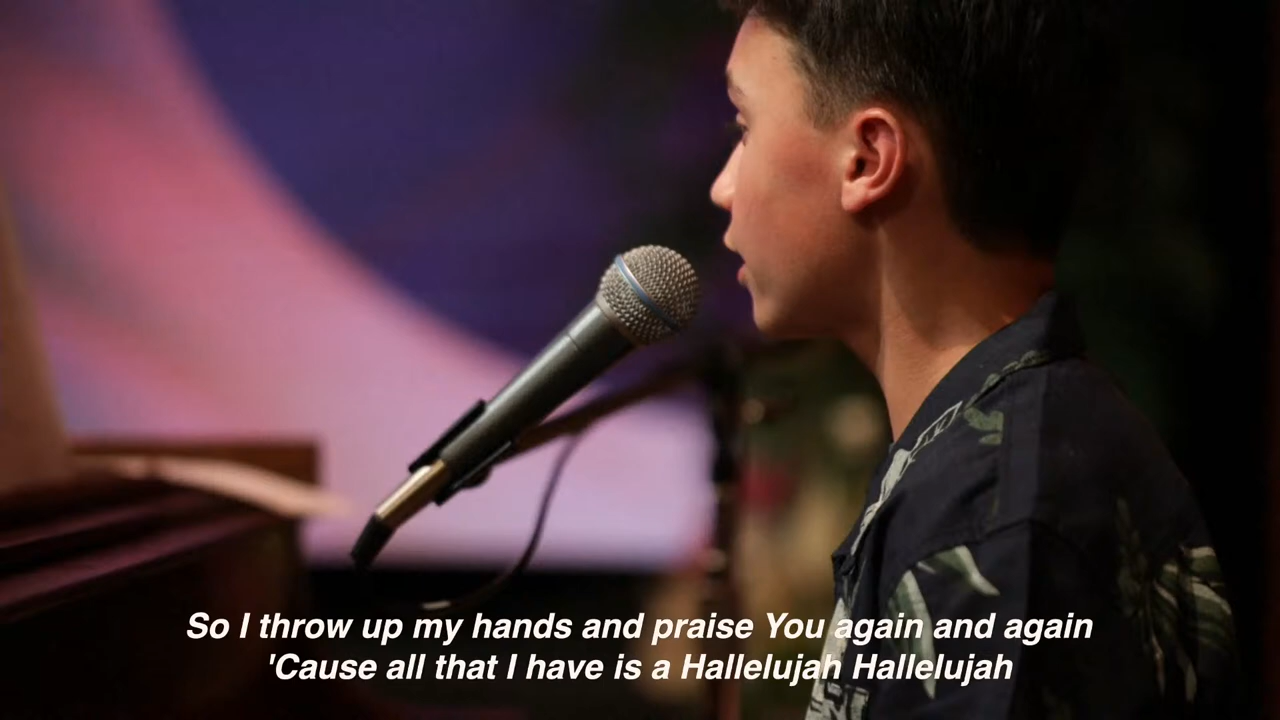 So I throw up my hands and praise You again and again
'Cause all that I have is a Hallelujah Hallelujah